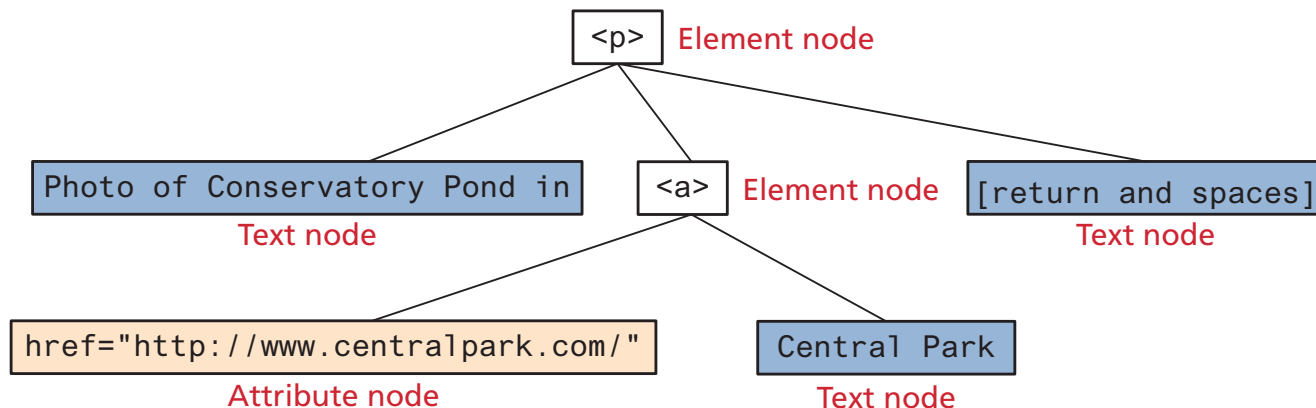 <p> Element node
Photo of Conservatory Pond in
<a> Element node
[return and spaces]
Text node
Text node
href="http://www.centralpark.com/"
Central Park
Attribute node
Text node